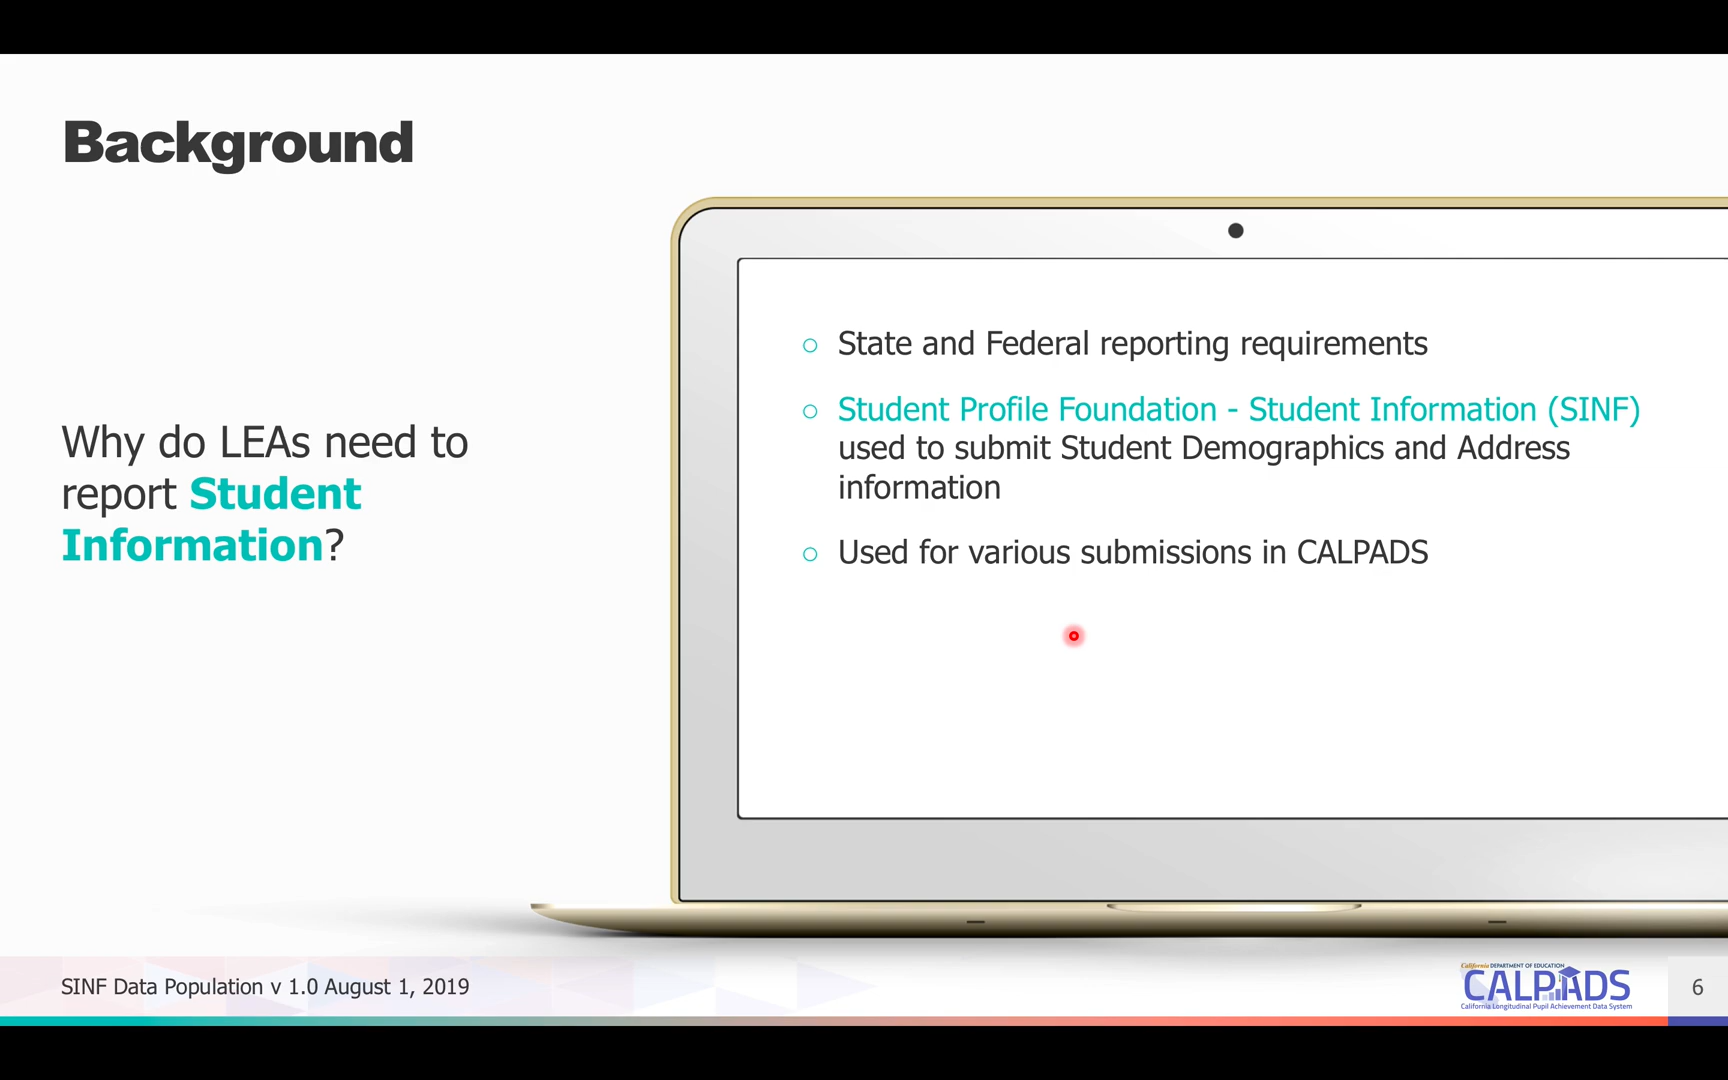 Background
Why do LEAs need to
report Student
Information?
○ State and Federal reporting requirements
○ Student Profile Foundation - Student Information (SINF)
used to submit Student Demographics and Address
information
○ Used for various submissions in CALPADS
SINF Data Population v 1.0 August 1, 2019
California DEPARTMENT OF EDUCATION
CALPADS
California Longitudinal Pupil Achievement Data System
6